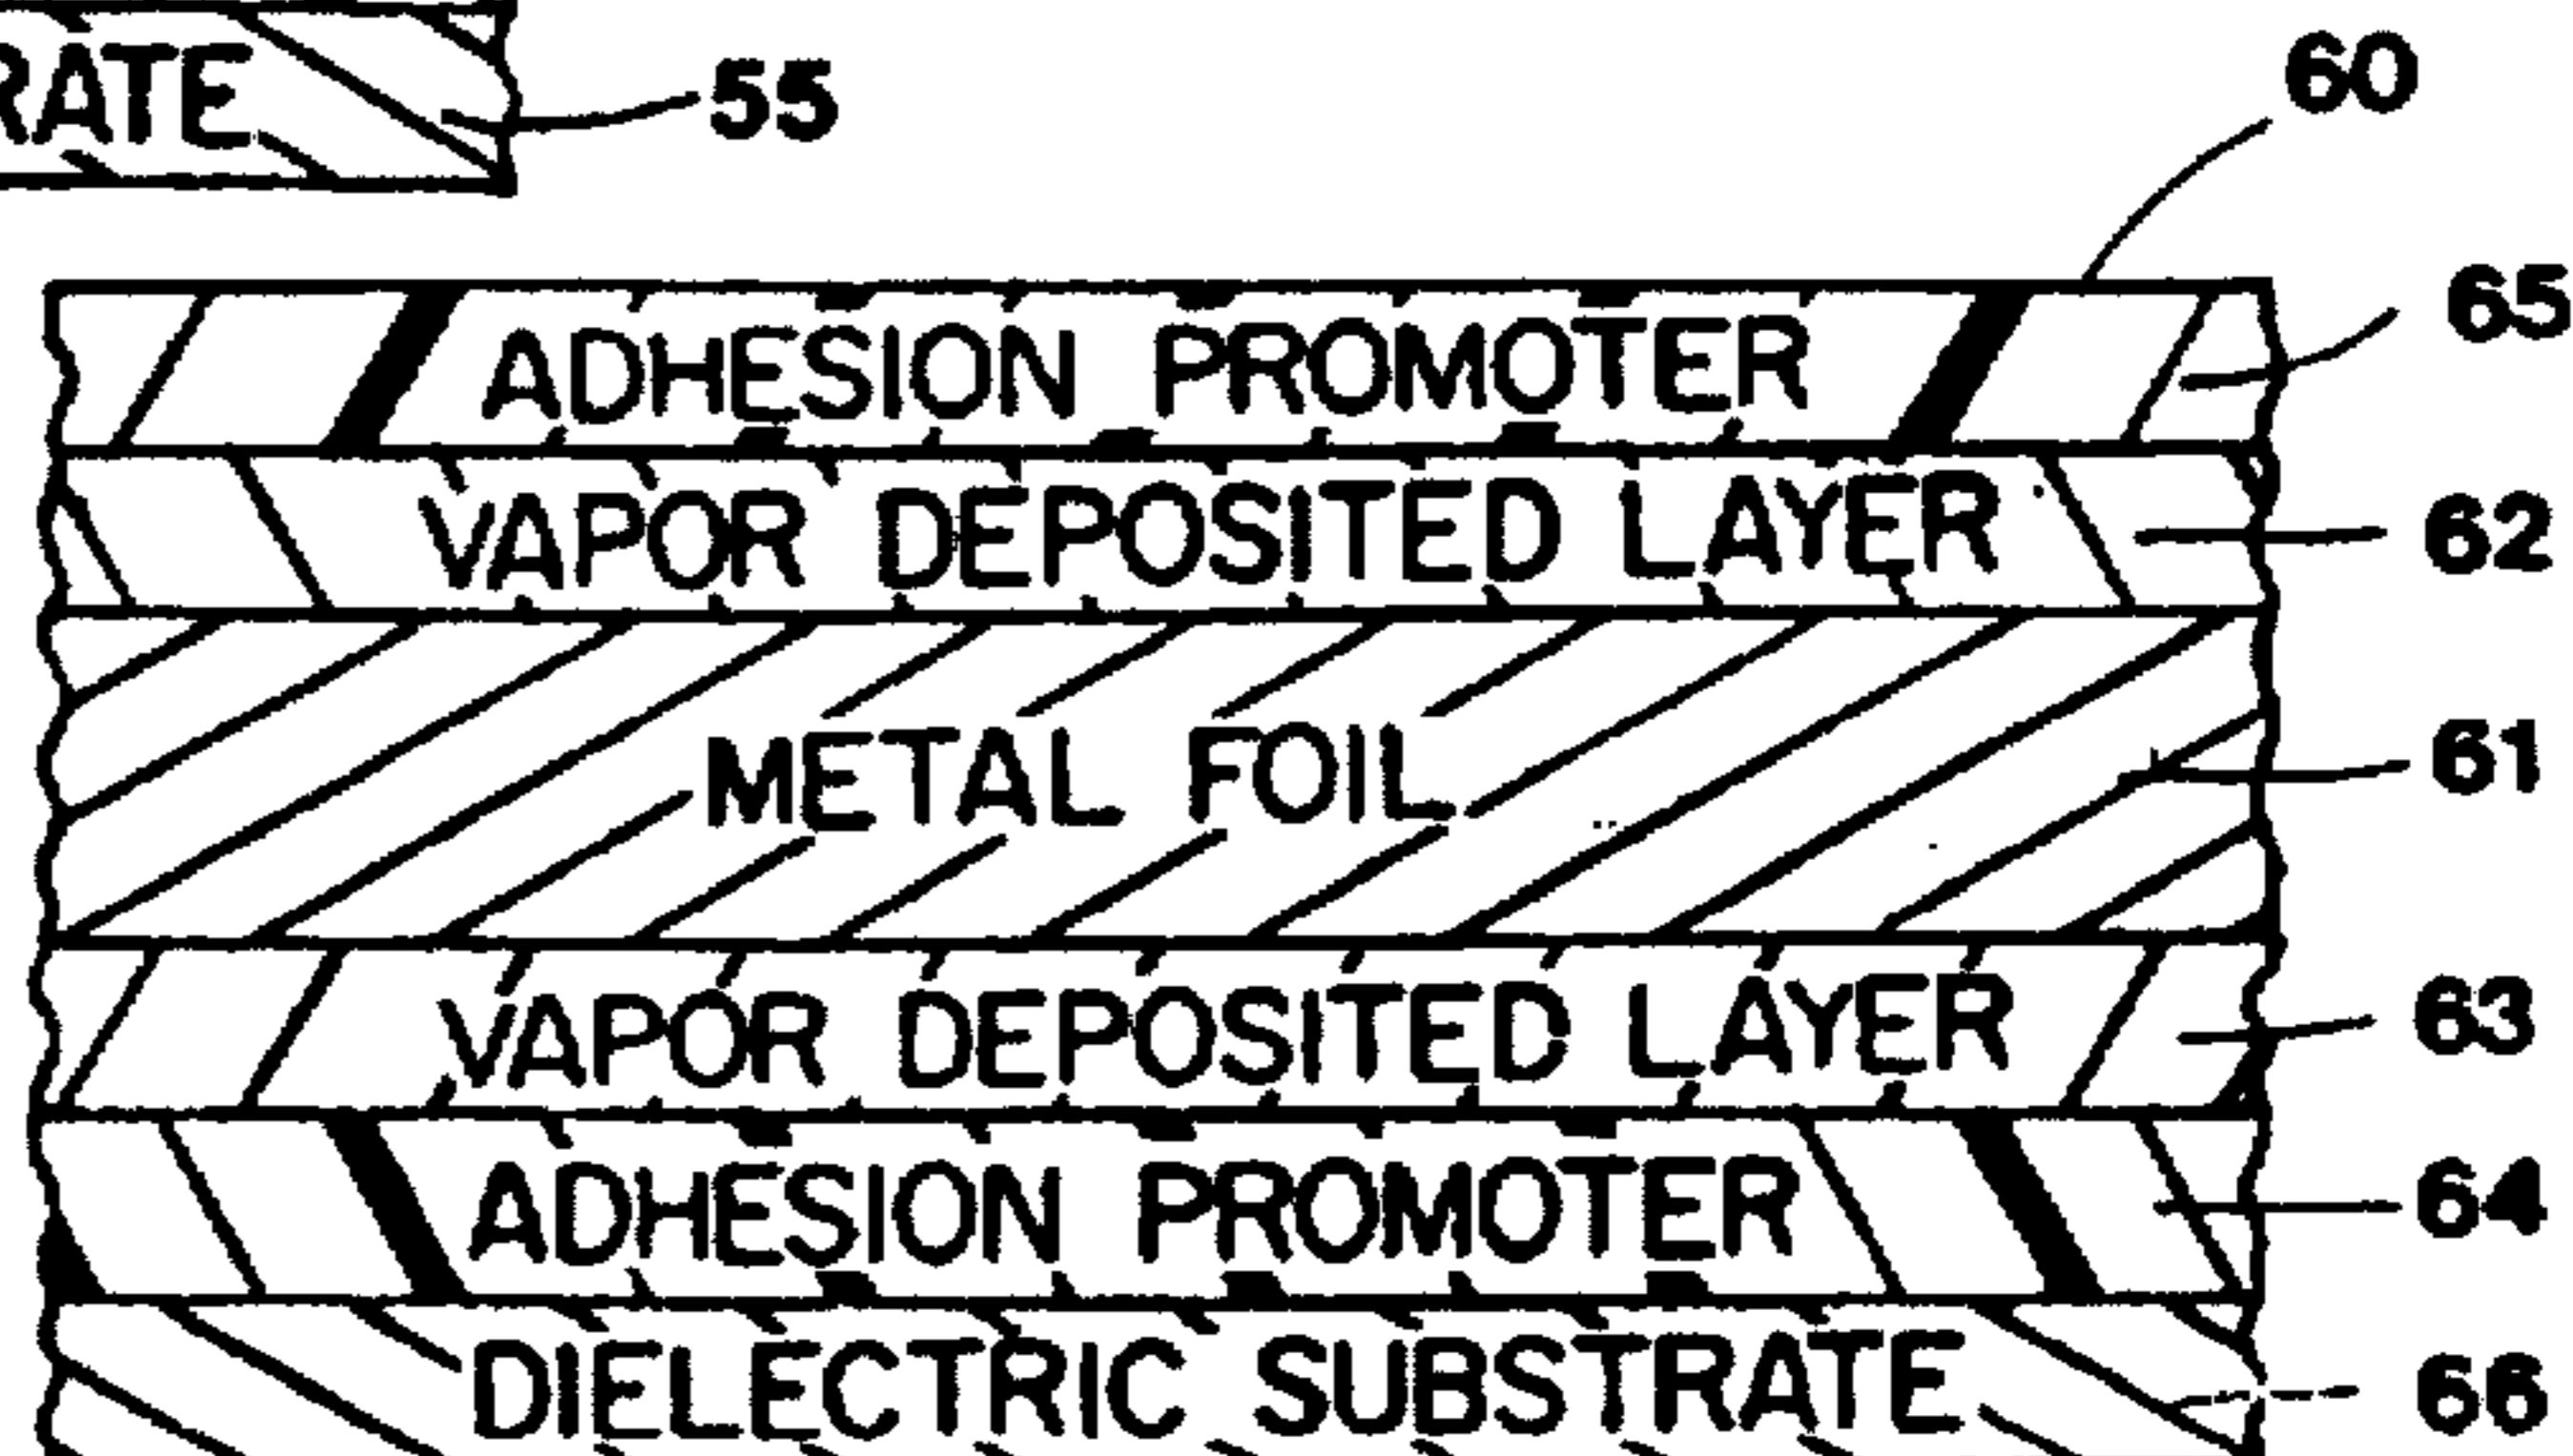 RATE 55
60
ADHESION PROMOTER 65
VAPOR DEPOSITED LAYER 62
METAL FOIL 61
VAPOR DEPOSITED LAYER 63
ADHESION PROMOTER 64
DIELECTRIC SUBSTRATE 66